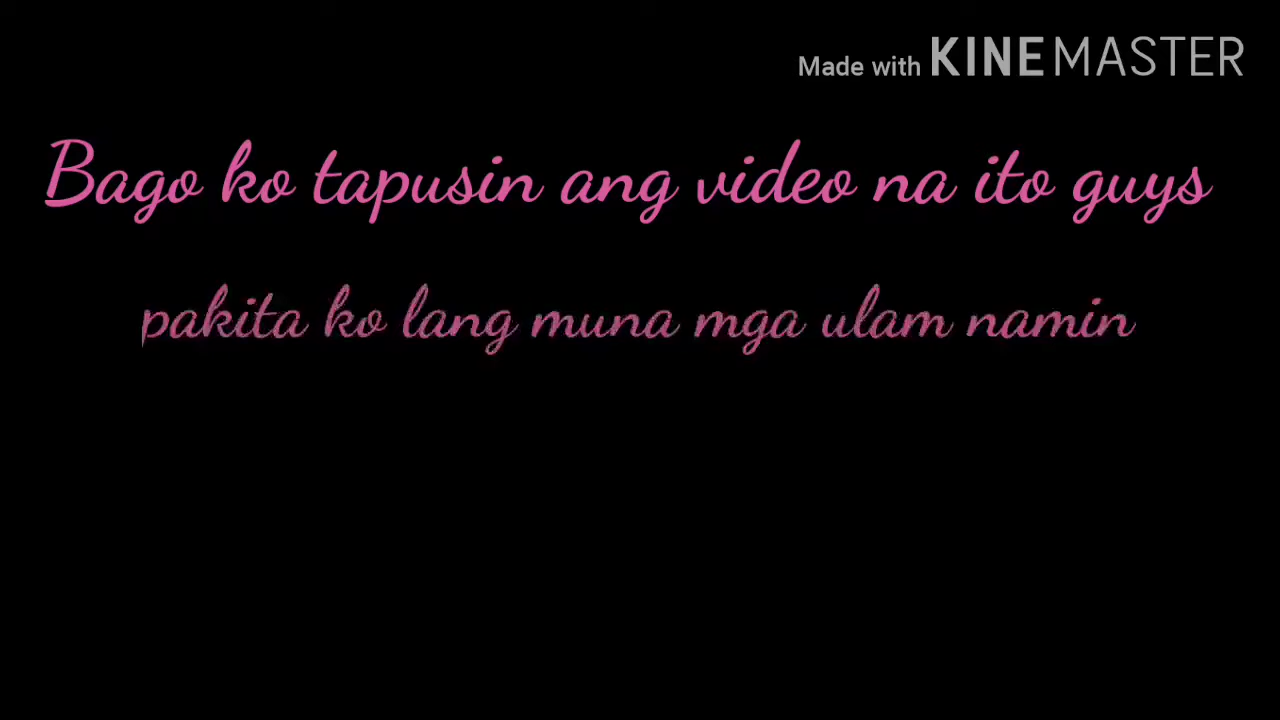 Made with KINEMASTER
Bago ko tapusin ang video na ito guys
pakita ko lang muna mga ulam namin